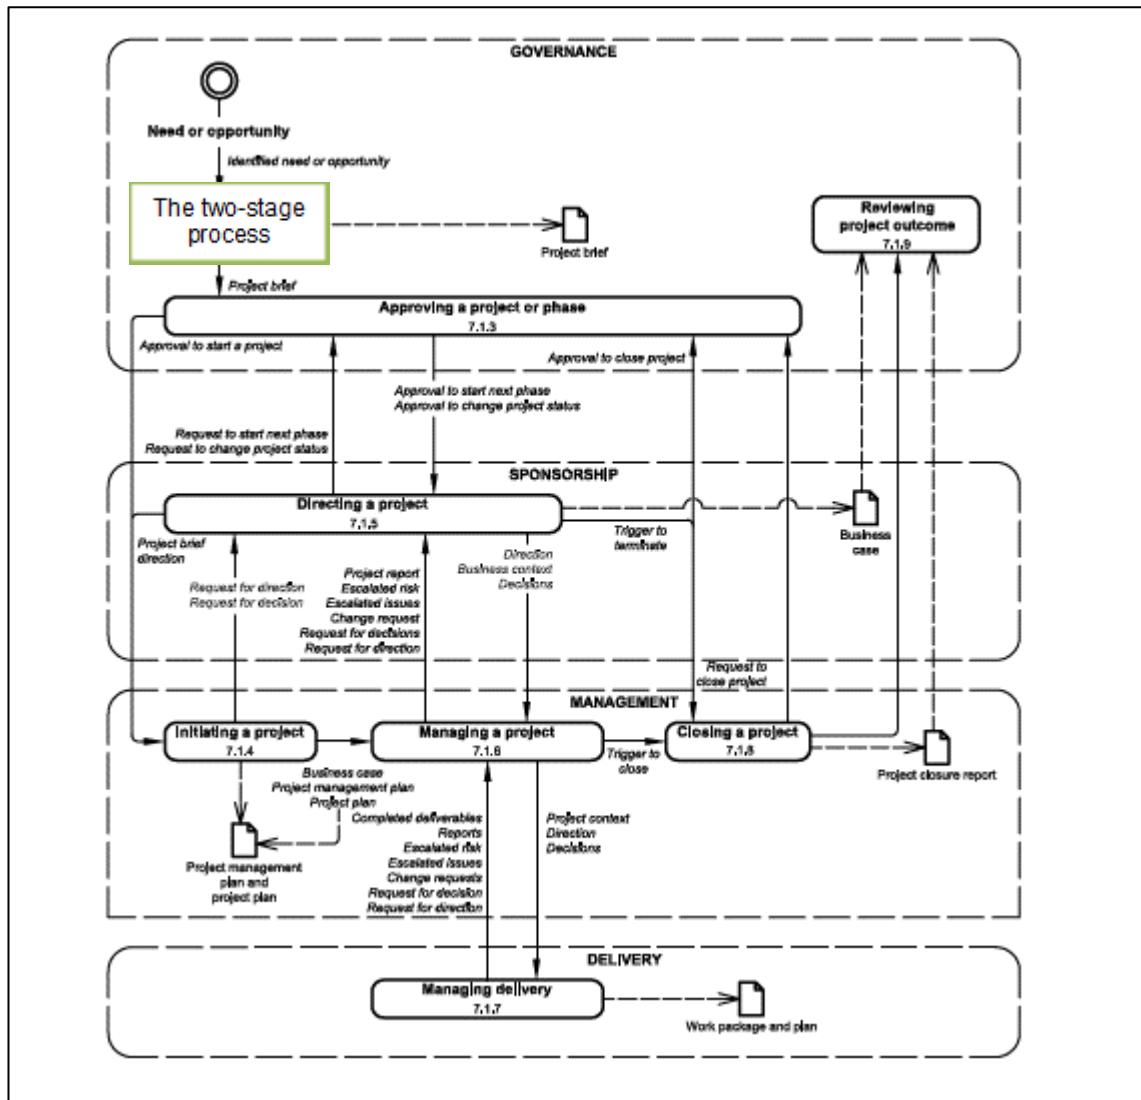 GOVERNANCE
Need or opportunity
Identified need or opportunity
The two-stage
process
Project brief
Reviewing
project outcome
7.1.9
Project brief
Approving a project or phase
7.1.3
Approval to start a project
Approval to close project
Approval to start next phase
Approval to change project status
Request to start next phase
Request to change project status
SPONSORSHIP
Directing a project
7.1.5
Project brief
direction
Trigger to
terminate
Business
case
Direction
Business context
Decisions
Request for direction
Request for decision
Project report
Escalated risk
Escalated issues
Change request
Request for decisions
Request for direction
Request to
close project
MANAGEMENT
Initiating a project
7.1.4
Managing a project
7.1.6
Closing a project
7.1.8
Trigger to
close
Project closure report
Business case
Project management plan
Project plan
Project management
plan and
project plan
Completed deliverables
Reports
Escalated risk
Escalated issues
Change requests
Request for decision
Request for direction
Project context
Direction
Decisions
DELIVERY
Managing delivery
7.1.7
Work package and plan